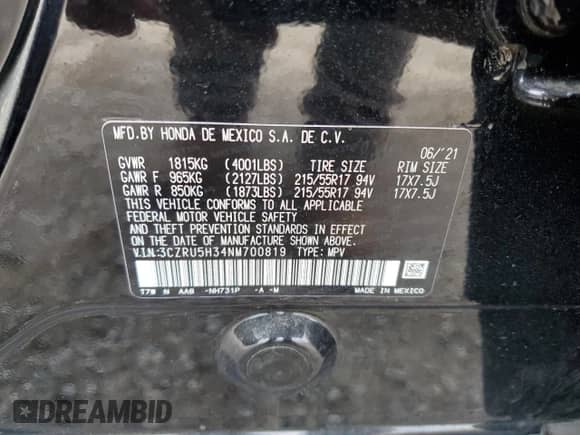 MFD.BY HONDA DE MEXICO S.A. DE C.V.
06/'21
GVWR 1815KG (4001LBS) TIRE SIZE RIM SIZE
GAWR F 965KG (2127LBS) 215/55R17 94V 17X7.5J
GAWR R 850KG (1873LBS) 215/55R17 94V 17X7.5J
THIS VEHICLE CONFORMS TO ALL APPLICABLE
FEDERAL MOTOR VEHICLE SAFETY
AND THEFT PREVENTION STANDARDS IN EFFECT
ON THE DATE OF MANUFACTURE SHOWN ABOVE.
V.I.N.:3CZRU5H34NM700819 TYPE: MPV
T7S N AAB -NH731P -A -M MADE IN MEXICO
DREAMBID